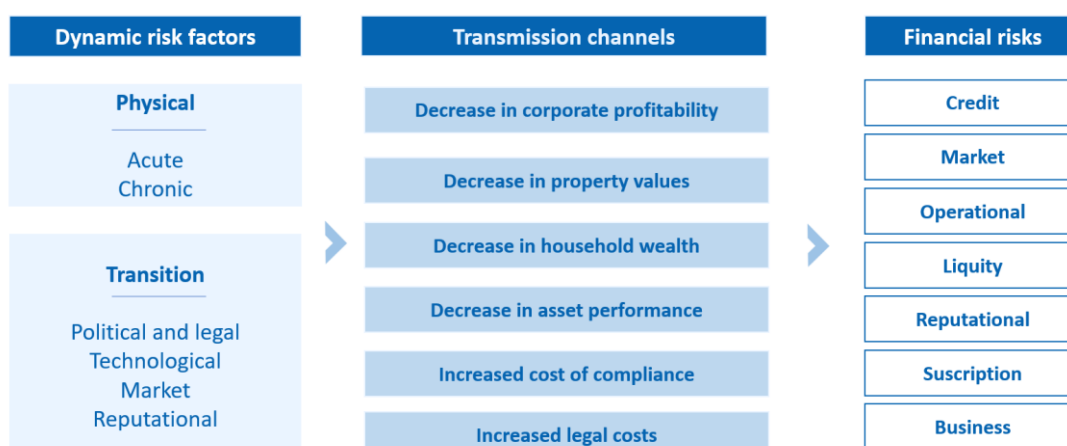 Dynamic risk factors
Physical
Acute
Chronic
Transition
Political and legal
Technological
Market
Reputational
Transmission channels
Decrease in corporate profitability
Decrease in property values
Decrease in household wealth
Decrease in asset performance
Increased cost of compliance
Increased legal costs
Financial risks
Credit
Market
Operational
Liquity
Reputational
Suscription
Business